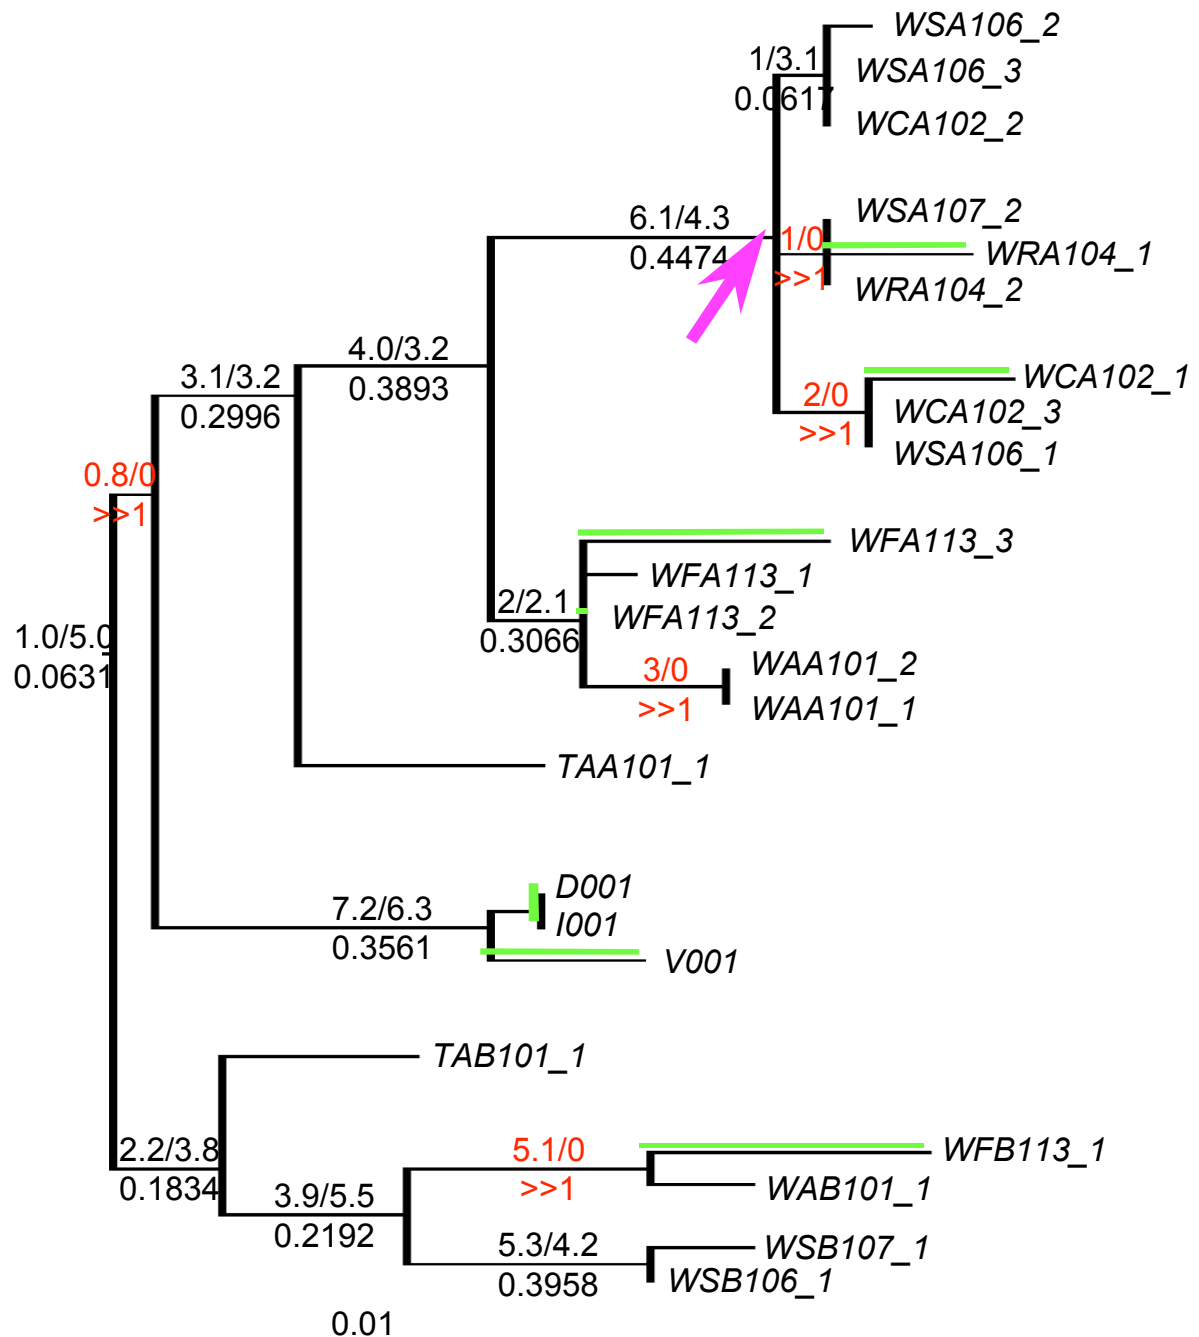 WSA106_2
1/3.1
WSA106_3
0.0617
WCA102_2
WSA107_2
6.1/4.3
1/0
WRA104_1
0.4474
>>1
WRA104_2
4.0/3.2
3.1/3.2
0.3893
WCA102_1
2/0
0.2996
WCA102_3
>>1
WSA106_1
0.8/0
>>1
WFA113_3
WFA113_1
2/2.1
WFA113_2
1.0/5.0
0.3066
3/0
WAA101_2
0.0631
>>1
WAA101_1
TAA101_1
D001
7.2/6.3
I001
0.3561
V001
TAB101_1
2.2/3.8
5.1/0
WFB113_1
0.1834
3.9/5.5
>>1
WAB101_1
0.2192
5.3/4.2
WSB107_1
0.3958
WSB106_1
0.01